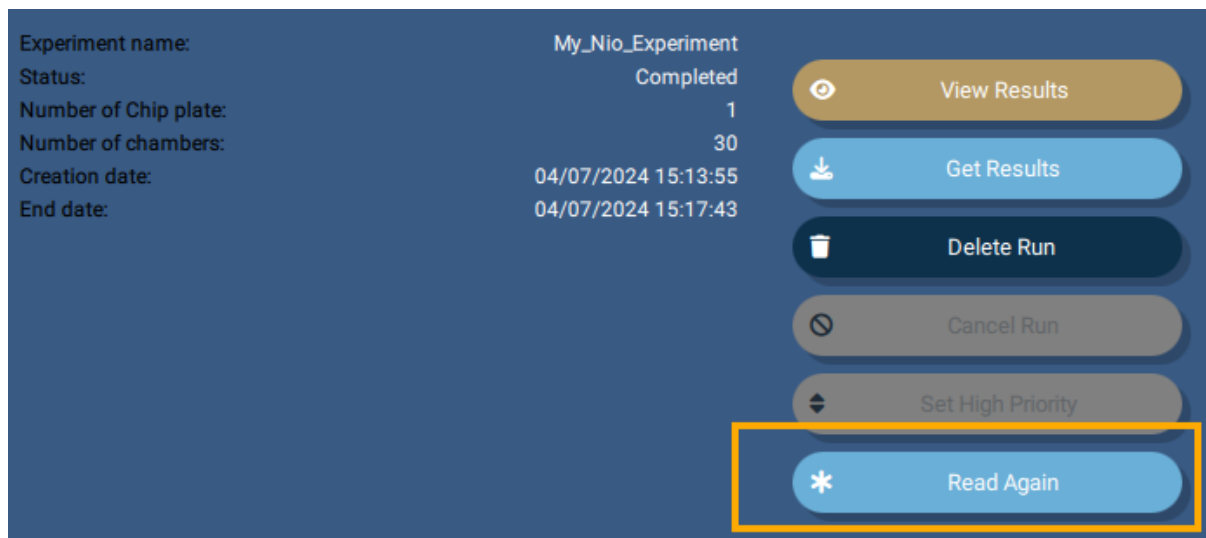 Experiment name: My_Nio_Experiment
Status: Completed
Number of Chip plate: 1
Number of chambers: 30
Creation date: 04/07/2024 15:13:55
End date: 04/07/2024 15:17:43
View Results
Get Results
Delete Run
Cancel Run
Set High Priority
Read Again